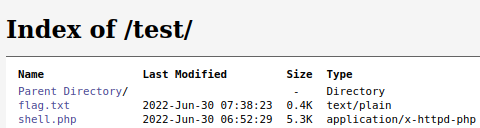 Index of /test/
Name Last Modified Size Type
Parent Directory/ - Directory
flag.txt 2022-Jun-30 07:38:23 0.4K text/plain
shell.php 2022-Jun-30 06:52:29 5.3K application/x-httpd-php